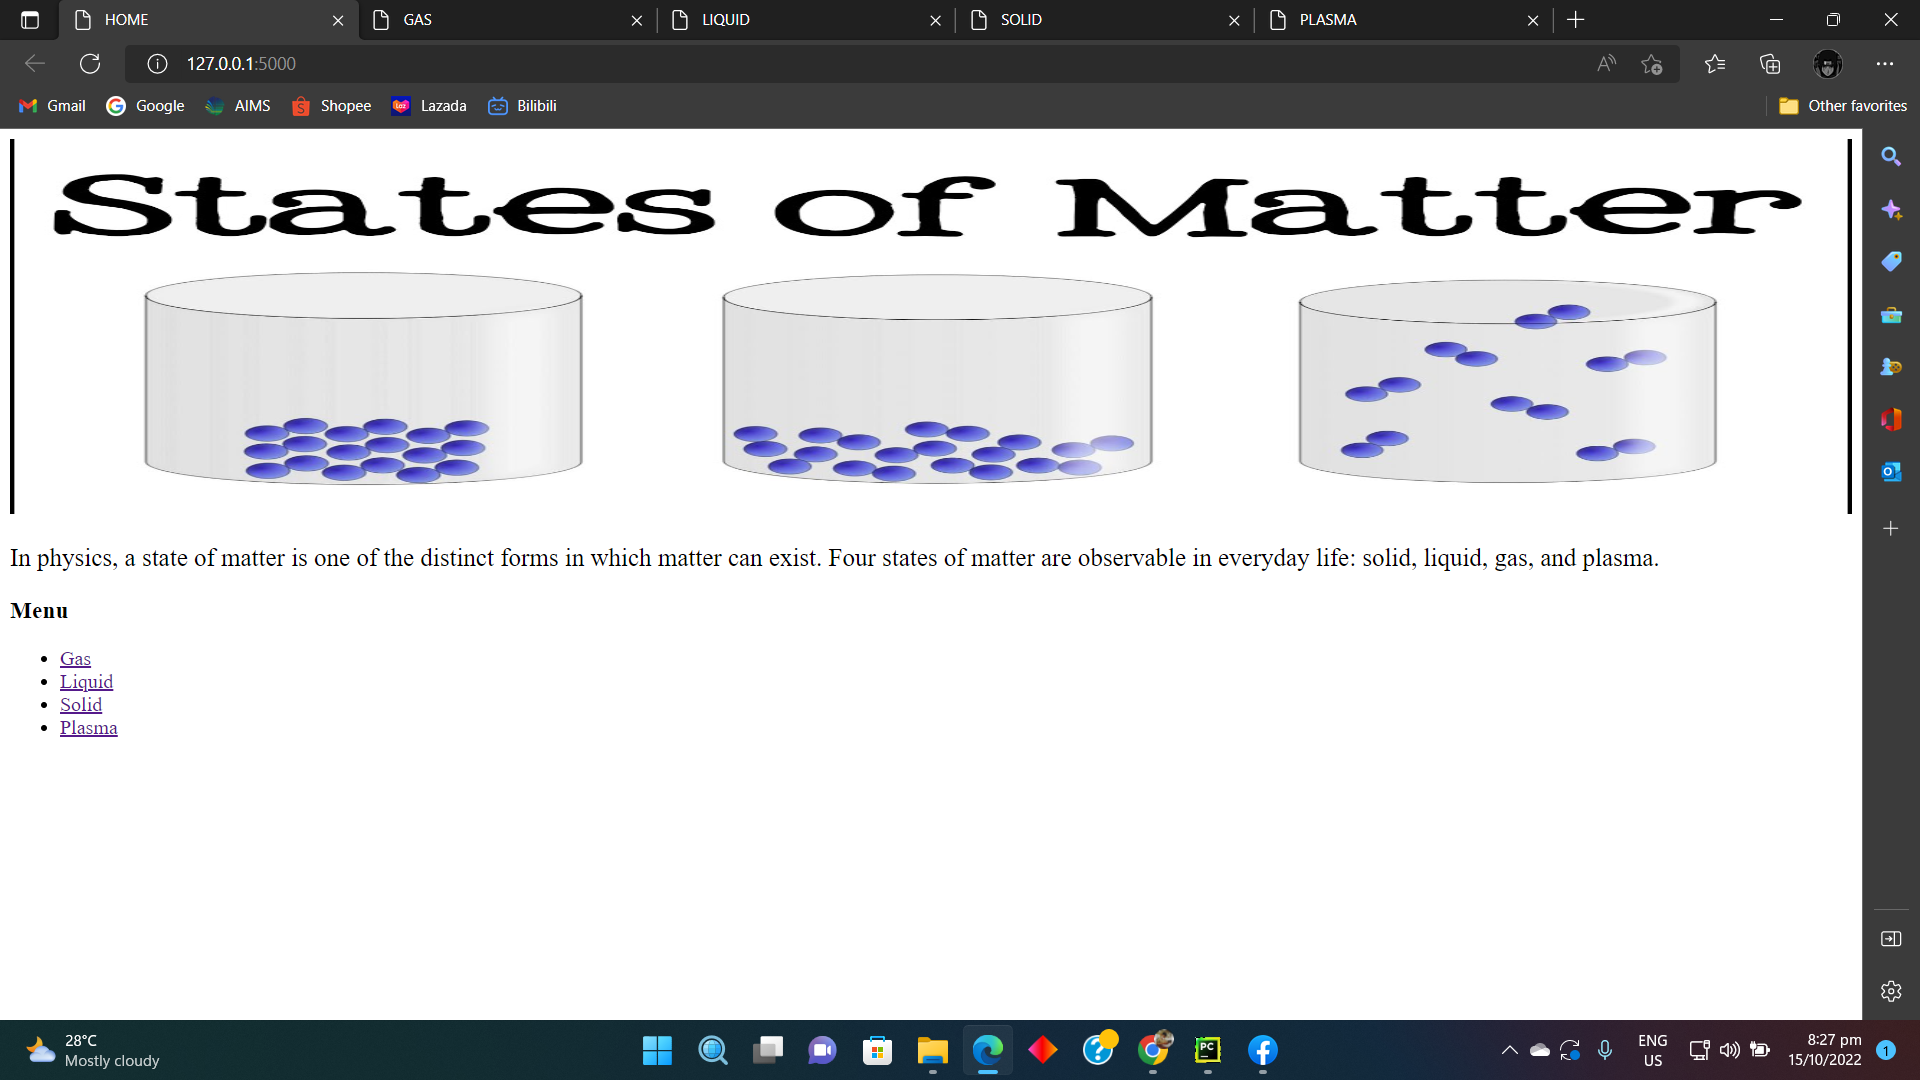 HOME
GAS
LIQUID
SOLID
PLASMA
127.0.0.1:5000
Gmail
Google
AIMS
Shopee
Lazada
Bilibili
Other favorites
States of Matter
In physics, a state of matter is one of the distinct forms in which matter can exist. Four states of matter are observable in everyday life: solid, liquid, gas, and plasma.
Menu
Gas
Liquid
Solid
Plasma
28°C
Mostly cloudy
ENG
US
8:27 pm
15/10/2022
1